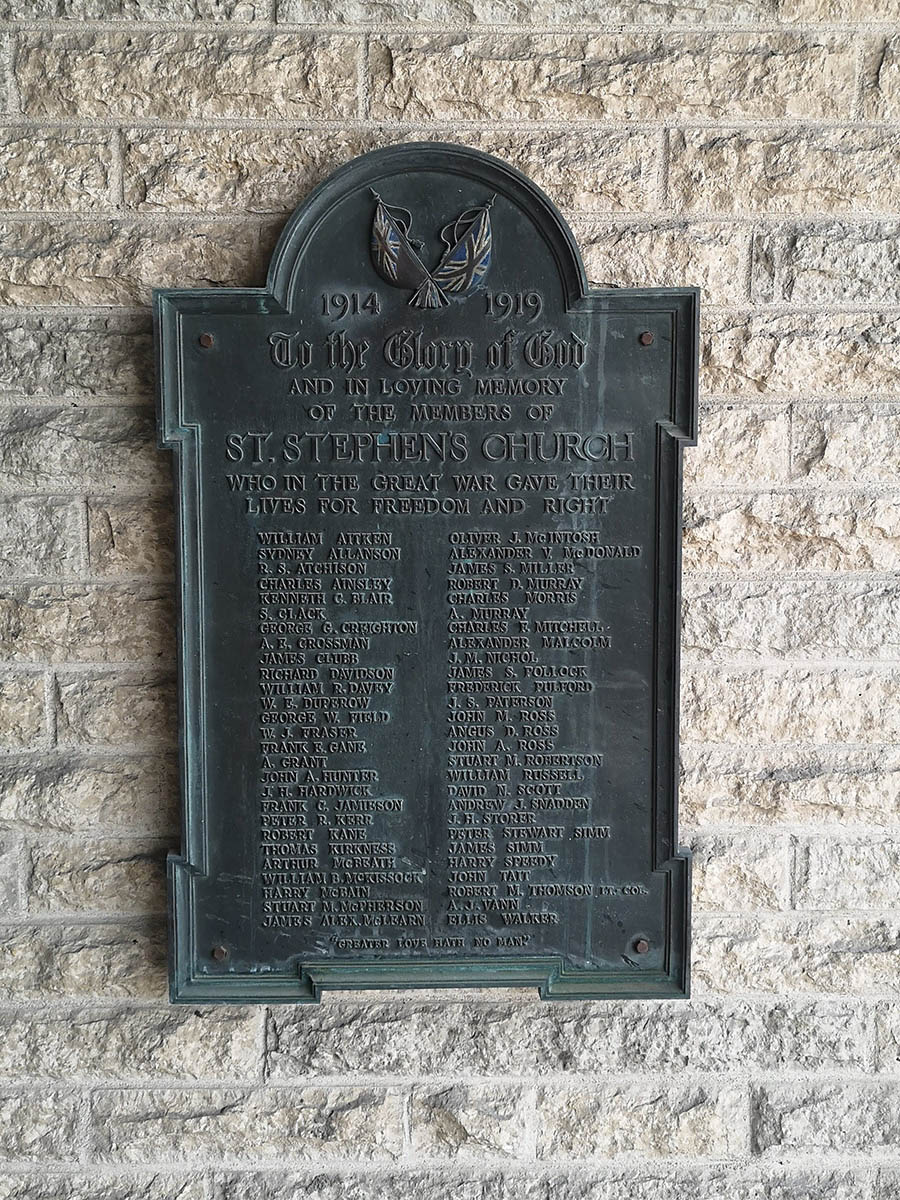 1914 1919
To the Glory of God
AND IN LOVING MEMORY
OF THE MEMBERS OF
ST. STEPHEN'S CHURCH
WHO IN THE GREAT WAR GAVE THEIR
LIVES FOR FREEDOM AND RIGHT
WILLIAM AITKEN
SYDNEY ALLANSON
R. S. ATCHISON
CHARLES AINSLEY
KENNETH G. BLAIR
S. CLACK
GEORGE G. CREIGHTON
A. E. CROSSMAN
JAMES CLUBB
RICHARD DAVIDSON
WILLIAM R. DAVEY
W. E. DUPEROW
GEORGE W. FIELD
W. J. FRASER
FRANK E. GANE
A. GRANT
JOHN A. HUNTER
J. H. HARDWICK
FRANK C. JAMIESON
PETER R. KERR
ROBERT KANE
THOMAS KIRKNESS
ARTHUR McBEATH
WILLIAM B. McKISSOCK
HARRY McBAIN
STUART M. McPHERSON
JAMES ALEX. McLEARN
OLIVER J. McINTOSH
ALEXANDER V. McDONALD
JAMES S. MILLER
ROBERT D. MURRAY
CHARLES MORRIS
A. MURRAY
CHARLES F. MITCHELL
ALEXANDER MALCOLM
J. M. NICHOL
JAMES S. POLLOCK
FREDERICK PULFORD
J. S. PATERSON
JOHN M. ROSS
ANGUS D. ROSS
JOHN A. ROSS
STUART M. ROBERTSON
WILLIAM RUSSELL
DAVID N. SCOTT
ANDREW J. SNADDEN
J. H. STORER
PETER STEWART SIMM
JAMES SIMM
HARRY SPEEDY
JOHN TAIT
ROBERT M. THOMSON LT.-COL.
A. J. VANN
ELLIS WALKER
"GREATER LOVE HATH NO MAN"